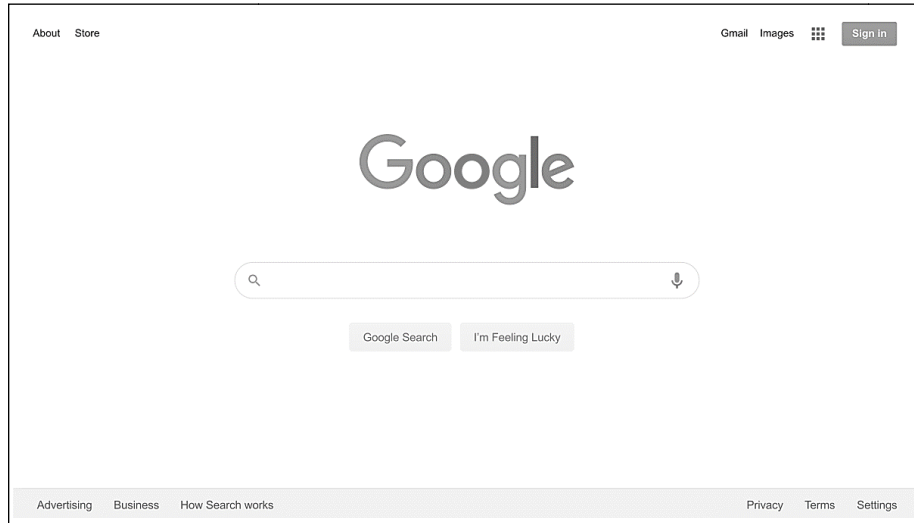 About Store Gmail Images Sign in
Google
Google Search I'm Feeling Lucky
Advertising Business How Search works Privacy Terms Settings